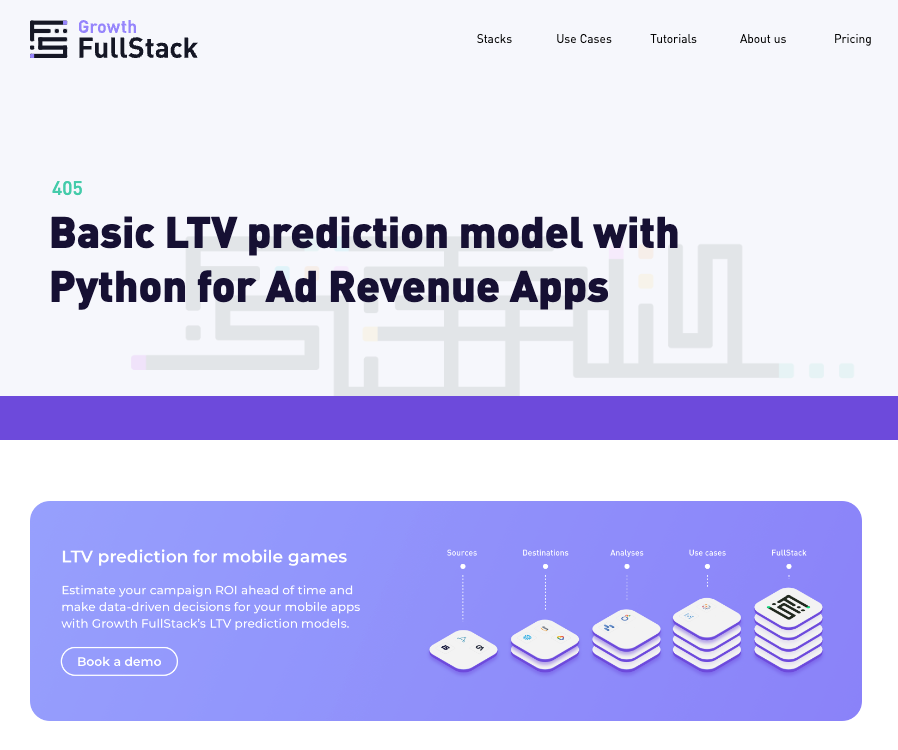 Growth
FullStack
Stacks Use Cases Tutorials About us Pricing
405
Basic LTV prediction model with
Python for Ad Revenue Apps
LTV prediction for mobile games
Estimate your campaign ROI ahead of time and
make data-driven decisions for your mobile apps
with Growth FullStack's LTV prediction models.
Book a demo
Sources Destinations Analyses Use cases FullStack